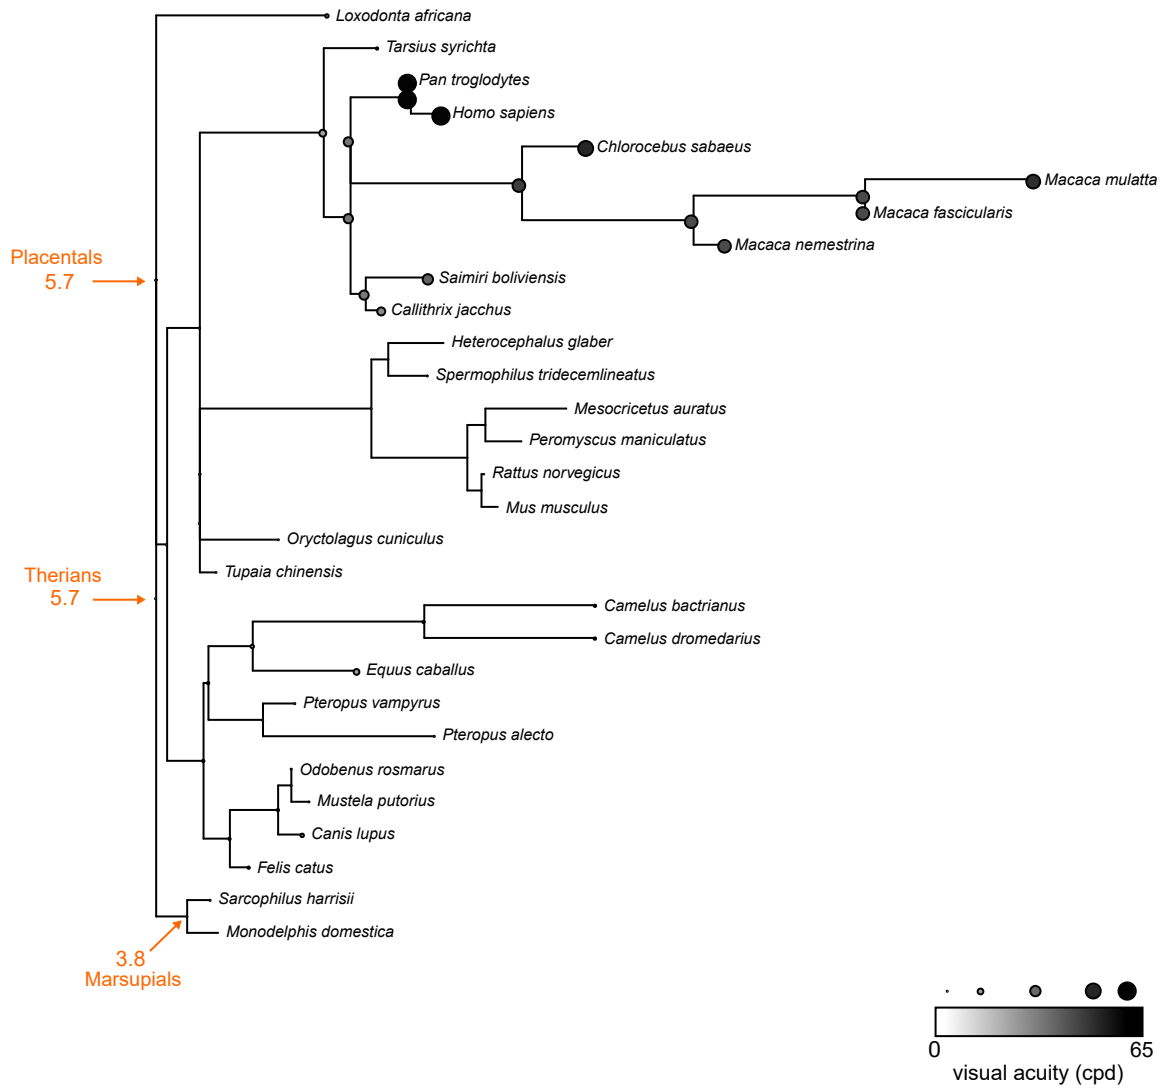 Loxodonta africana
Tarsius syrichta
Pan troglodytes
Homo sapiens
Chlorocebus sabaeus
Macaca mulatta
Macaca fascicularis
Macaca nemestrina
Placentals
5.7
Saimiri boliviensis
Callithrix jacchus
Heterocephalus glaber
Spermophilus tridecemlineatus
Mesocricetus auratus
Peromyscus maniculatus
Rattus norvegicus
Mus musculus
Oryctolagus cuniculus
Tupaia chinensis
Therians
5.7
Camelus bactrianus
Camelus dromedarius
Equus caballus
Pteropus vampyrus
Pteropus alecto
Odobenus rosmarus
Mustela putorius
Canis lupus
Felis catus
Sarcophilus harrisii
Monodelphis domestica
3.8
Marsupials
0 65
visual acuity (cpd)